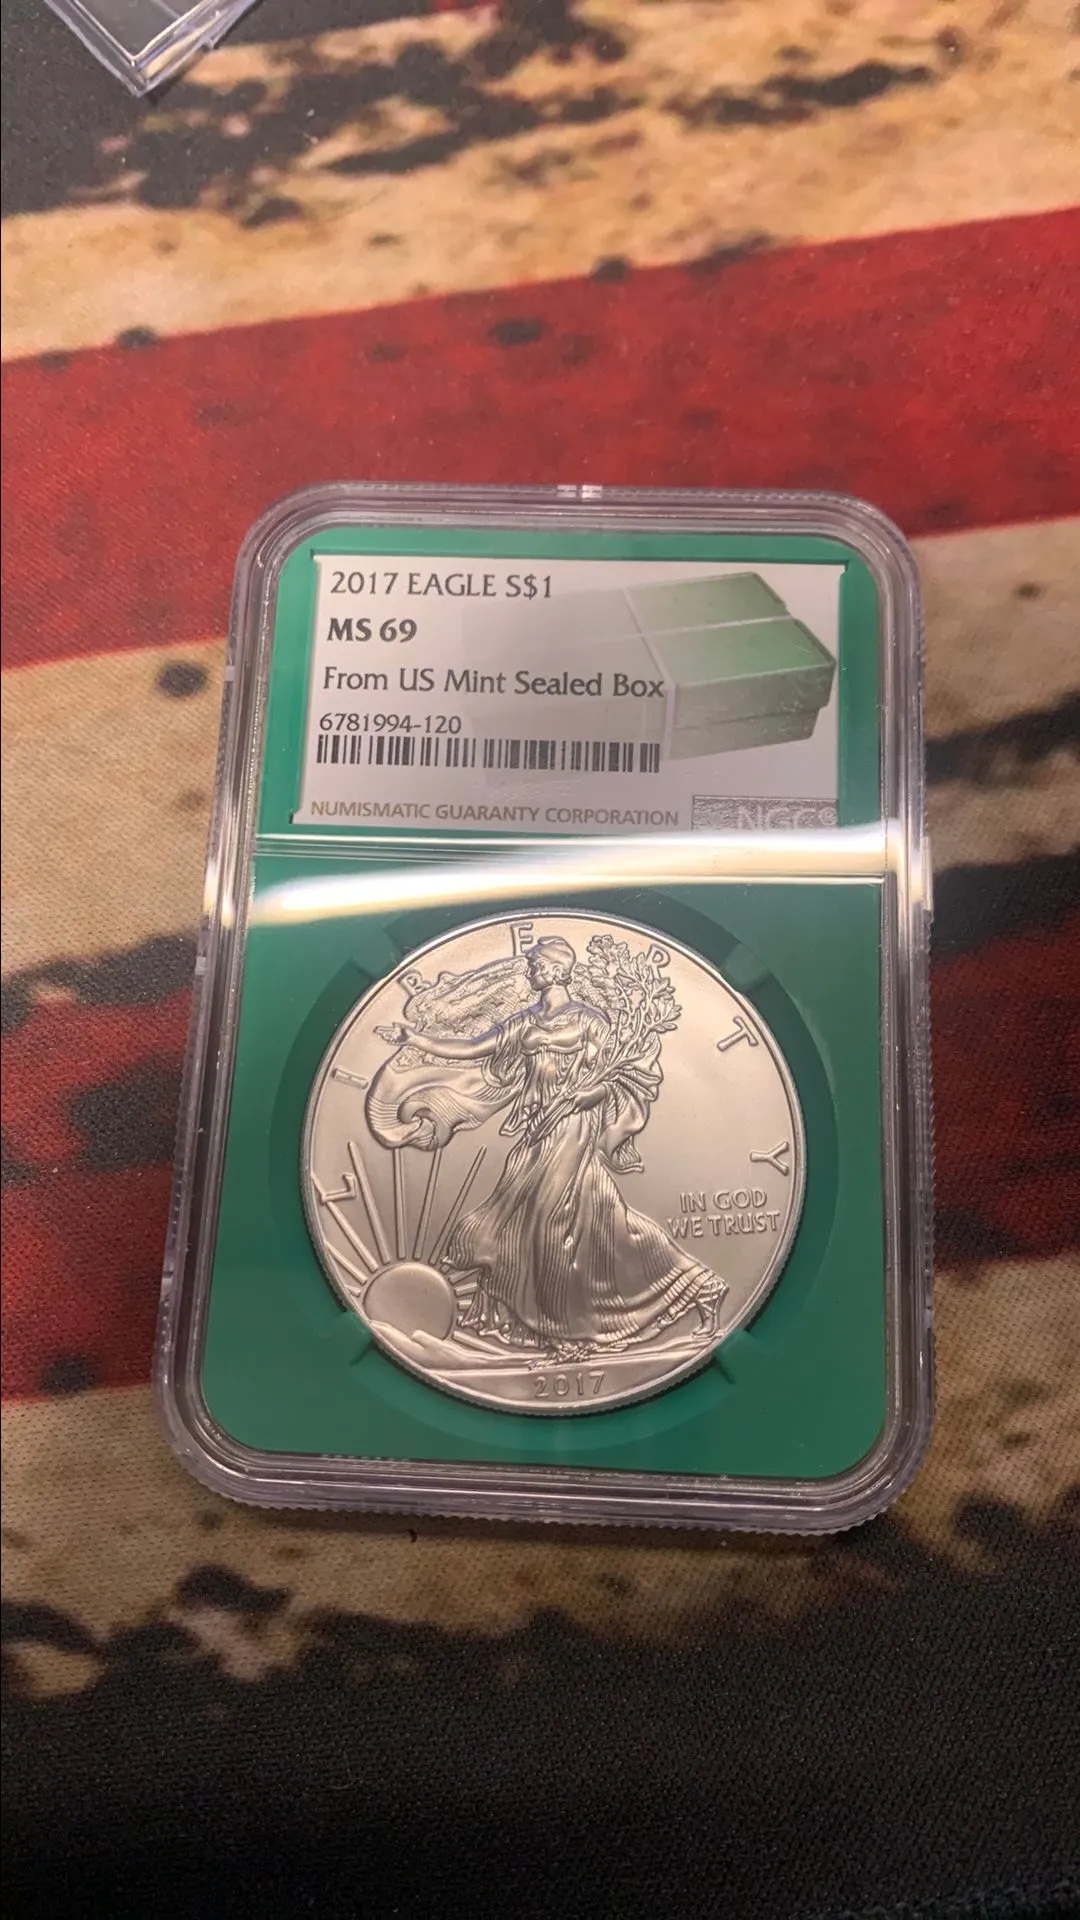 2017 EAGLE S$1
MS 69
From US Mint Sealed Box
6781994-120
NUMISMATIC GUARANTY CORPORATION
NGC®
LIBERTY
IN GOD
WE TRUST
2017